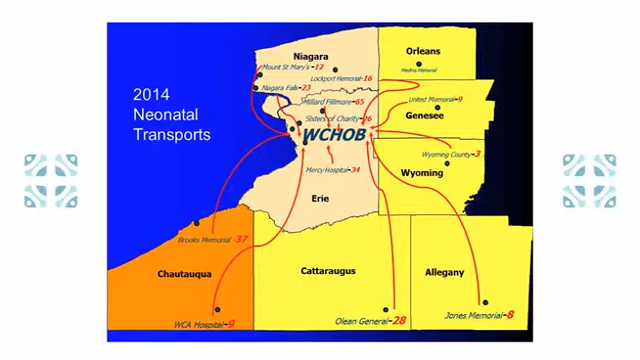 2014
Neonatal
Transports
Niagara
Mount St Mary's-12
Lockport Memorial-16
Niagara Falls-23
Orleans
Medina Memorial
Millard Fillmore-65
United Memorial-9
Sisters of Charity-26
Genesee
WCHOB
Wyoming County-3
Mercy Hospital-34
Wyoming
Erie
Brooks Memorial -37
Chautauqua
Cattaraugus
Allegany
WCA Hospital-9
Olean General-28
Jones Memorial-8